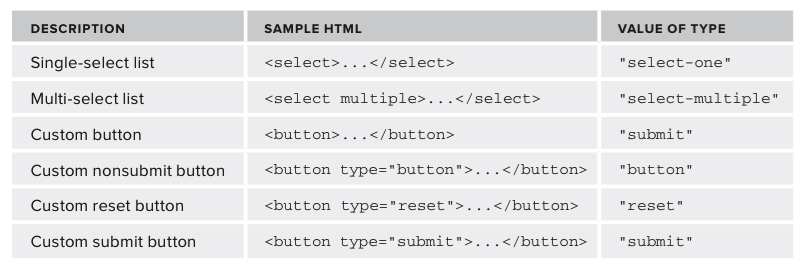 DESCRIPTION SAMPLE HTML VALUE OF TYPE
Single-select list <select>...</select> "select-one"
Multi-select list <select multiple>...</select> "select-multiple"
Custom button <button>...</button> "submit"
Custom nonsubmit button <button type="button">...</button> "button"
Custom reset button <button type="reset">...</button> "reset"
Custom submit button <button type="submit">...</button> "submit"